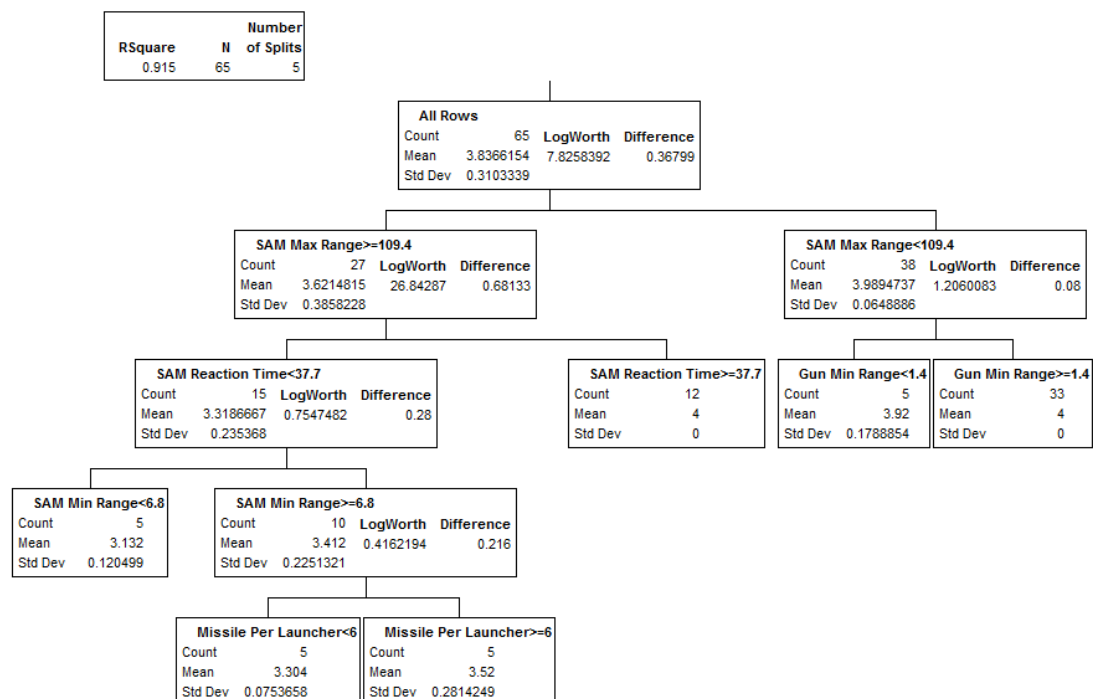 Number
RSquare N of Splits
0.915 65 5
All Rows
Count 65 LogWorth Difference
Mean 3.8366154 7.8258392 0.36799
Std Dev 0.3103339
SAM Max Range>=109.4
Count 27 LogWorth Difference
Mean 3.6214815 26.84287 0.68133
Std Dev 0.3858228
SAM Max Range<109.4
Count 38 LogWorth Difference
Mean 3.9894737 1.2060083 0.08
Std Dev 0.0648886
SAM Reaction Time<37.7
Count 15 LogWorth Difference
Mean 3.3186667 0.7547482 0.28
Std Dev 0.235368
SAM Reaction Time>=37.7
Count 12
Mean 4
Std Dev 0
Gun Min Range<1.4
Count 5
Mean 3.92
Std Dev 0.1788854
Gun Min Range>=1.4
Count 33
Mean 4
Std Dev 0
SAM Min Range<6.8
Count 5
Mean 3.132
Std Dev 0.120499
SAM Min Range>=6.8
Count 10 LogWorth Difference
Mean 3.412 0.4162194 0.216
Std Dev 0.2251321
Missile Per Launcher<6
Count 5
Mean 3.304
Std Dev 0.0753658
Missile Per Launcher>=6
Count 5
Mean 3.52
Std Dev 0.2814249